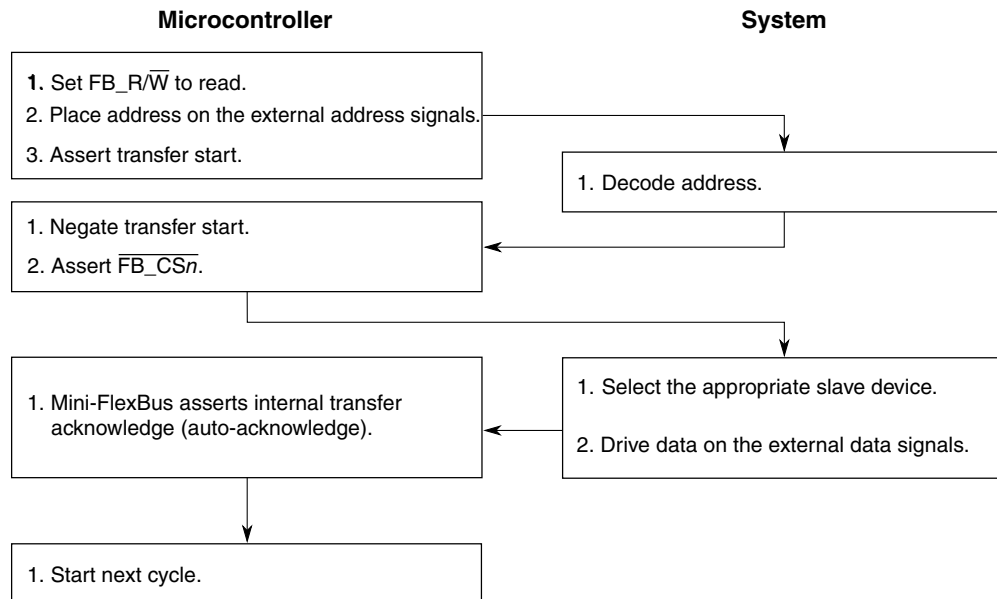 Microcontroller
System
1. Set FB_R/W̅ to read.
2. Place address on the external address signals.
3. Assert transfer start.
1. Decode address.
1. Negate transfer start.
2. Assert F̅B̅_̅C̅S̅n̅.
1. Select the appropriate slave device.
2. Drive data on the external data signals.
1. Mini-FlexBus asserts internal transfer
acknowledge (auto-acknowledge).
1. Start next cycle.